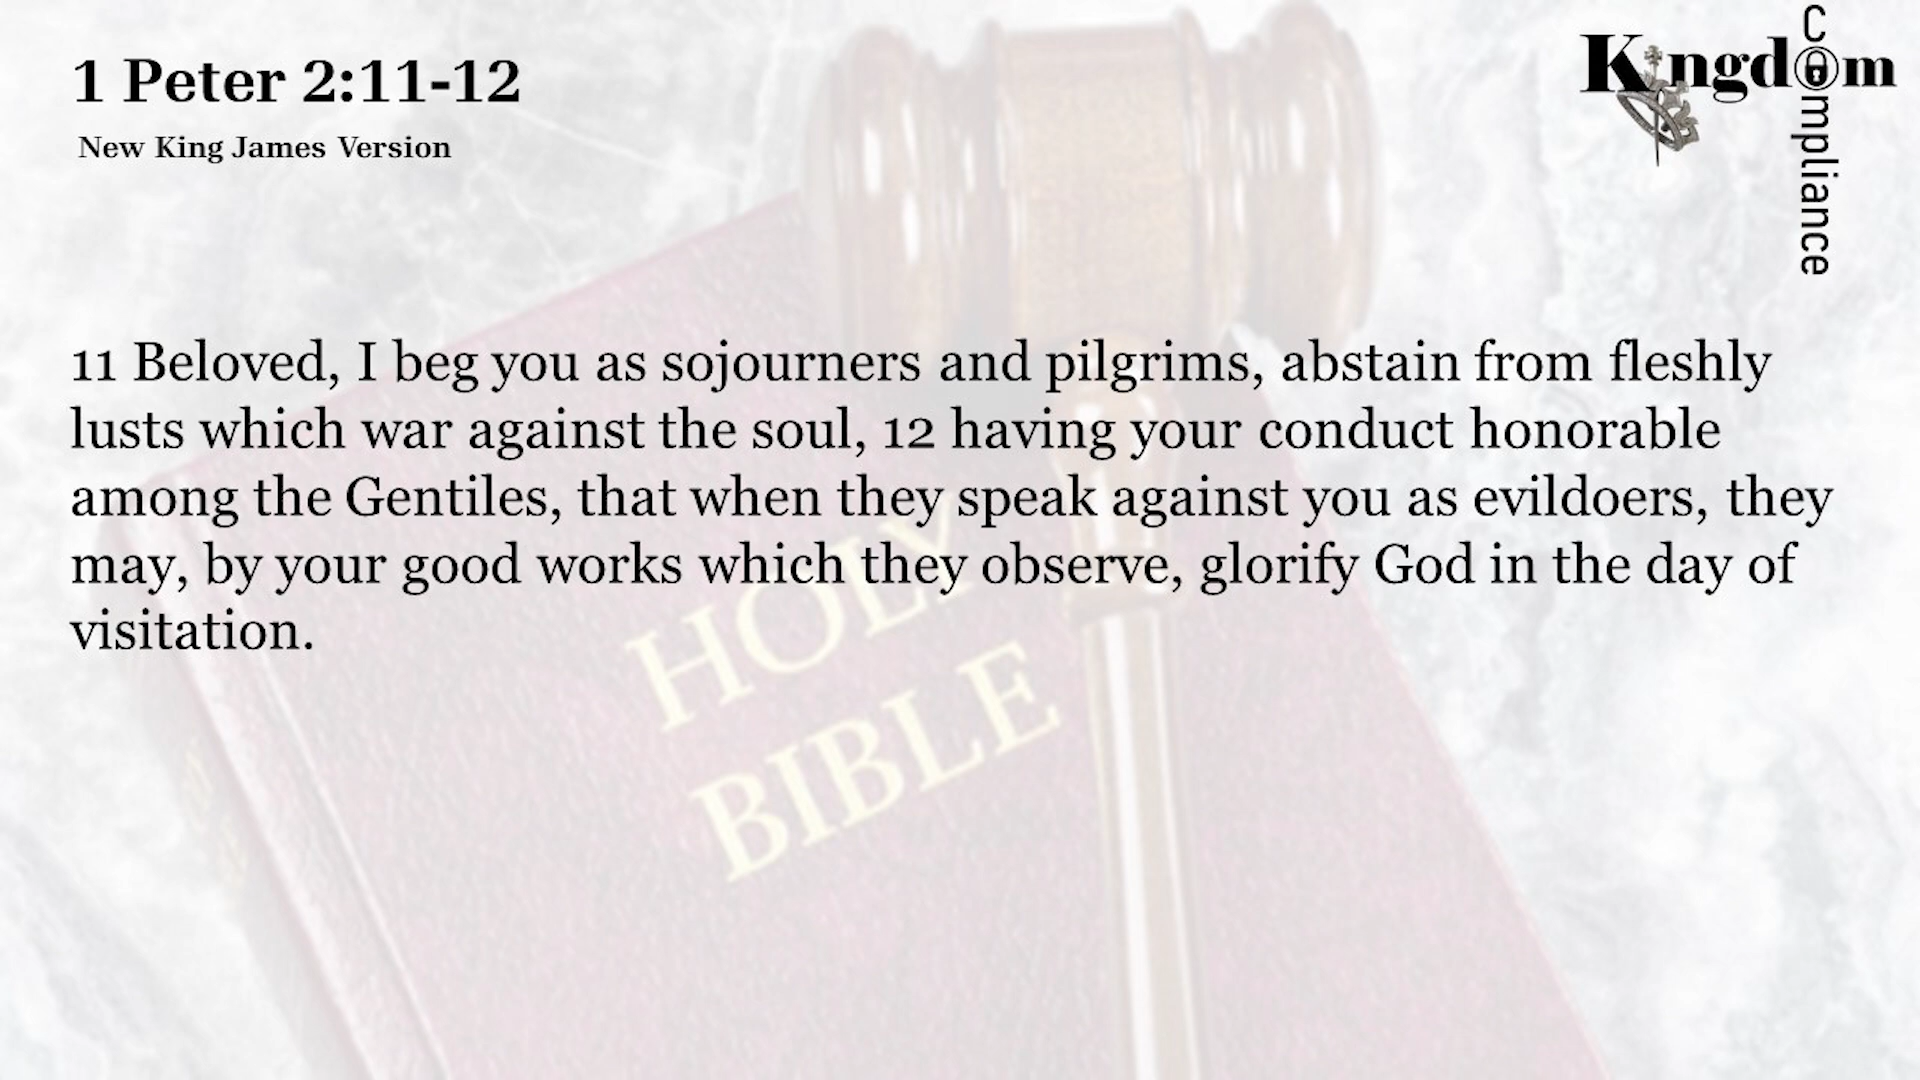 1 Peter 2:11-12
New King James Version
Kingdom
Compliance
11 Beloved, I beg you as sojourners and pilgrims, abstain from fleshly
lusts which war against the soul, 12 having your conduct honorable
among the Gentiles, that when they speak against you as evildoers, they
may, by your good works which they observe, glorify God in the day of
visitation.
HOLY
BIBLE